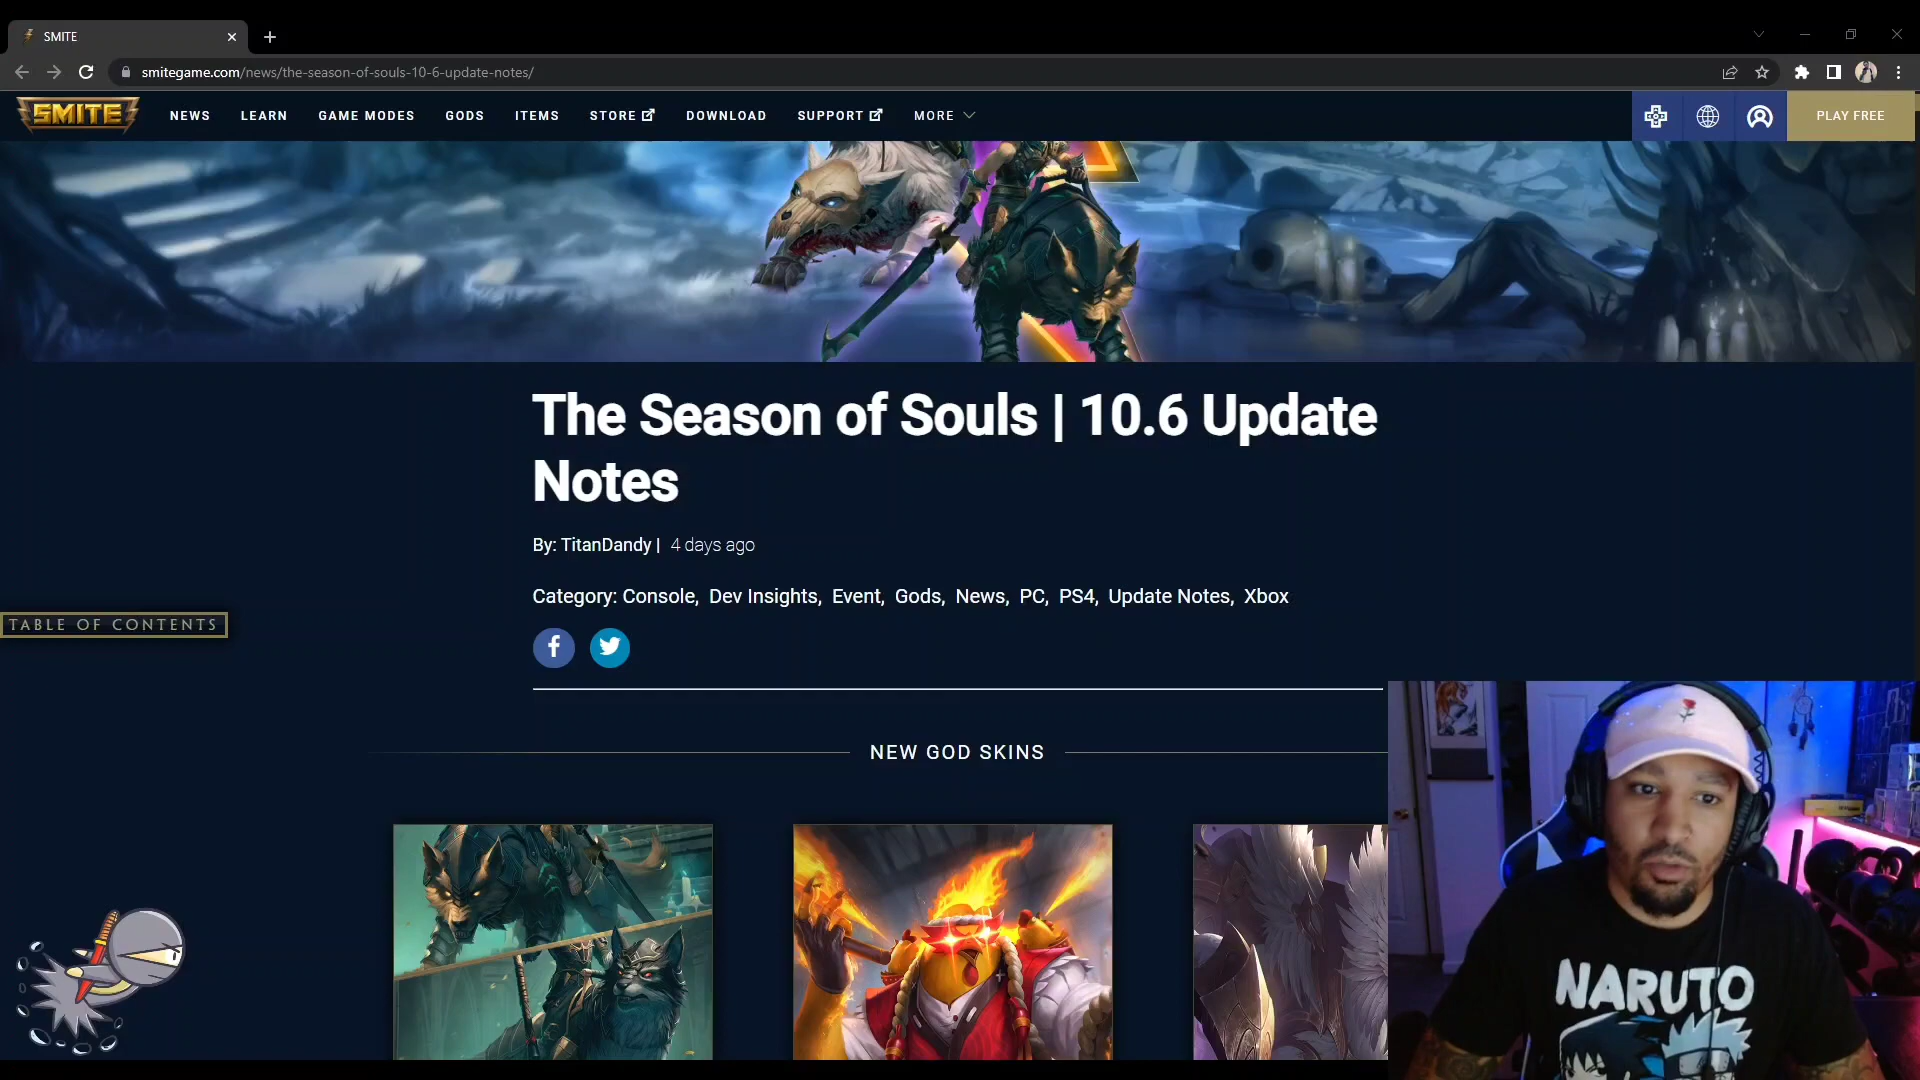 SMITE
smitegame.com/news/the-season-of-souls-10-6-update-notes/
SMITE NEWS LEARN GAME MODES GODS ITEMS STORE DOWNLOAD SUPPORT MORE PLAY FREE
The Season of Souls | 10.6 Update
Notes
By: TitanDandy | 4 days ago
Category: Console, Dev Insights, Event, Gods, News, PC, PS4, Update Notes, Xbox
TABLE OF CONTENTS
NEW GOD SKINS
NARUTO